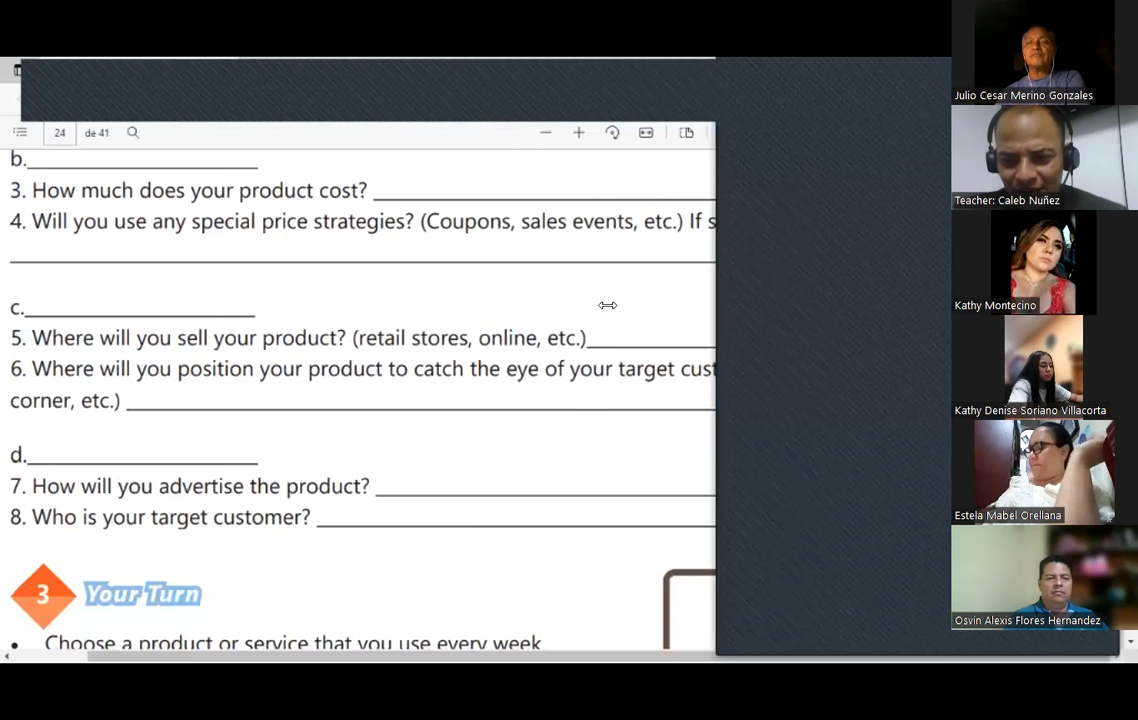 24 de 41
b.
3. How much does your product cost?
4. Will you use any special price strategies? (Coupons, sales events, etc.) If s
c.
5. Where will you sell your product? (retail stores, online, etc.)
6. Where will you position your product to catch the eye of your target cust
corner, etc.)
d.
7. How will you advertise the product?
8. Who is your target customer?
3 Your Turn
• Choose a product or service that you use every week
Julio Cesar Merino Gonzales
Teacher: Caleb Nuñez
Kathy Montecino
Kathy Denise Soriano Villacorta
Estela Mabel Orellana
Osvin Alexis Flores Hernandez